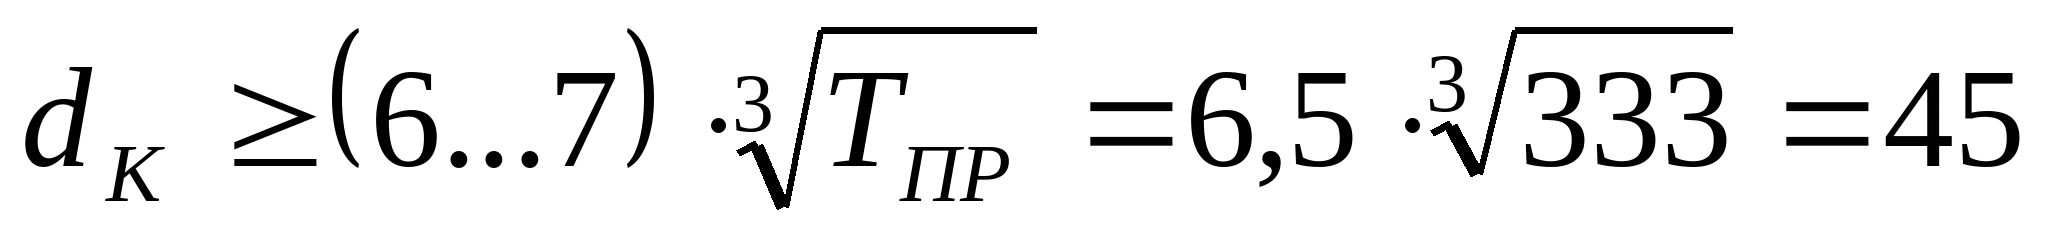 d_К ≥ (6...7) · ∛T_ПР = 6,5 · ∛333 = 45